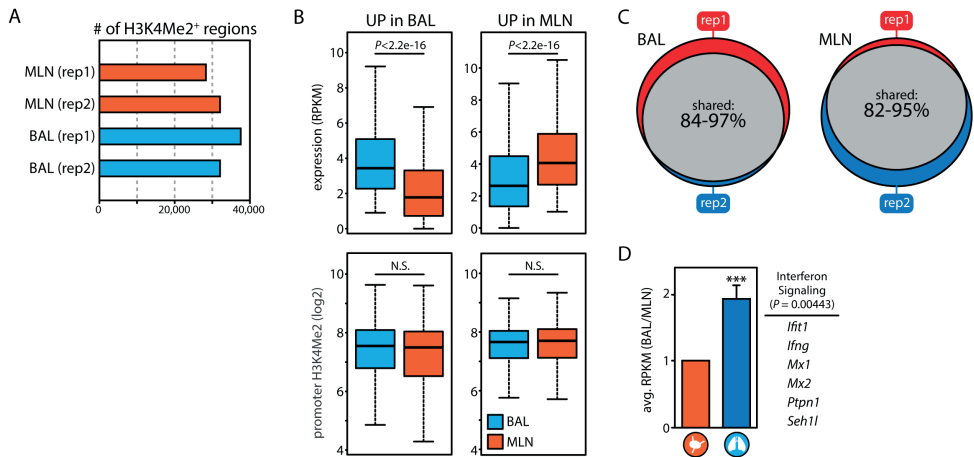 A
# of H3K4Me2+ regions
MLN (rep1)
MLN (rep2)
BAL (rep1)
BAL (rep2)
0 20,000 40,000
B
UP in BAL
UP in MLN
expression (RPKM)
10
8
6
4
2
0
P<2.2e-16
10
8
6
4
2
0
P<2.2e-16
promoter H3K4Me2 (log2)
10
8
6
4
N.S.
10
8
6
4
N.S.
BAL
MLN
C
BAL
rep1
shared:
84-97%
rep2
MLN
rep1
shared:
82-95%
rep2
D
avg. RPKM (BAL/MLN)
2
1
0
***
Interferon
Signaling
(P = 0.00443)
Ifit1
Ifng
Mx1
Mx2
Ptpn1
Seh1l